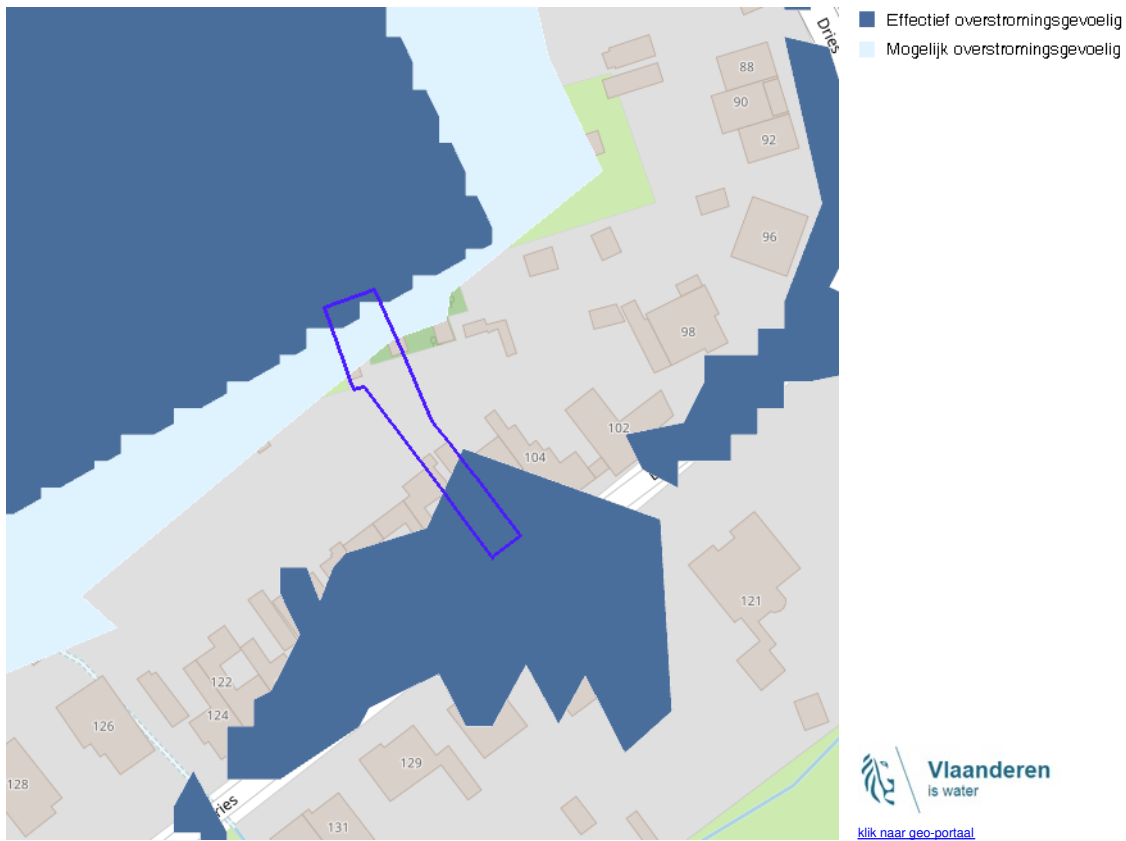 Effectief overstromingsgevoelig
Mogelijk overstromingsgevoelig
Dries
88
90
92
96
98
102
104
121
122
124
126
128
129
131
ries
Vlaanderen
is water
klik naar geo-portaal